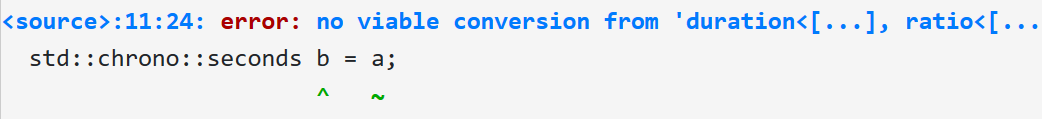 <source>:11:24: error: no viable conversion from 'duration<[...], ratio<[...
std::chrono::seconds b = a;
^ ~